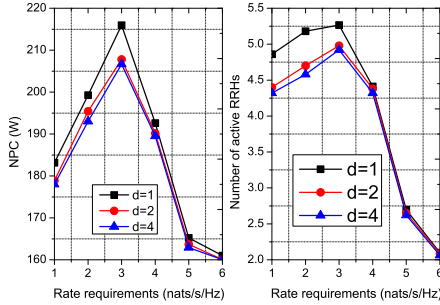 220
210
200
190
180
170
160
NPC (W)
d=1
d=2
d=4
1 2 3 4 5 6
Rate requirements (nats/s/Hz)
5.5
5.0
4.5
4.0
3.5
3.0
2.5
2.0
Number of active RRHs
d=1
d=2
d=4
1 2 3 4 5 6
Rate requirements (nats/s/Hz)